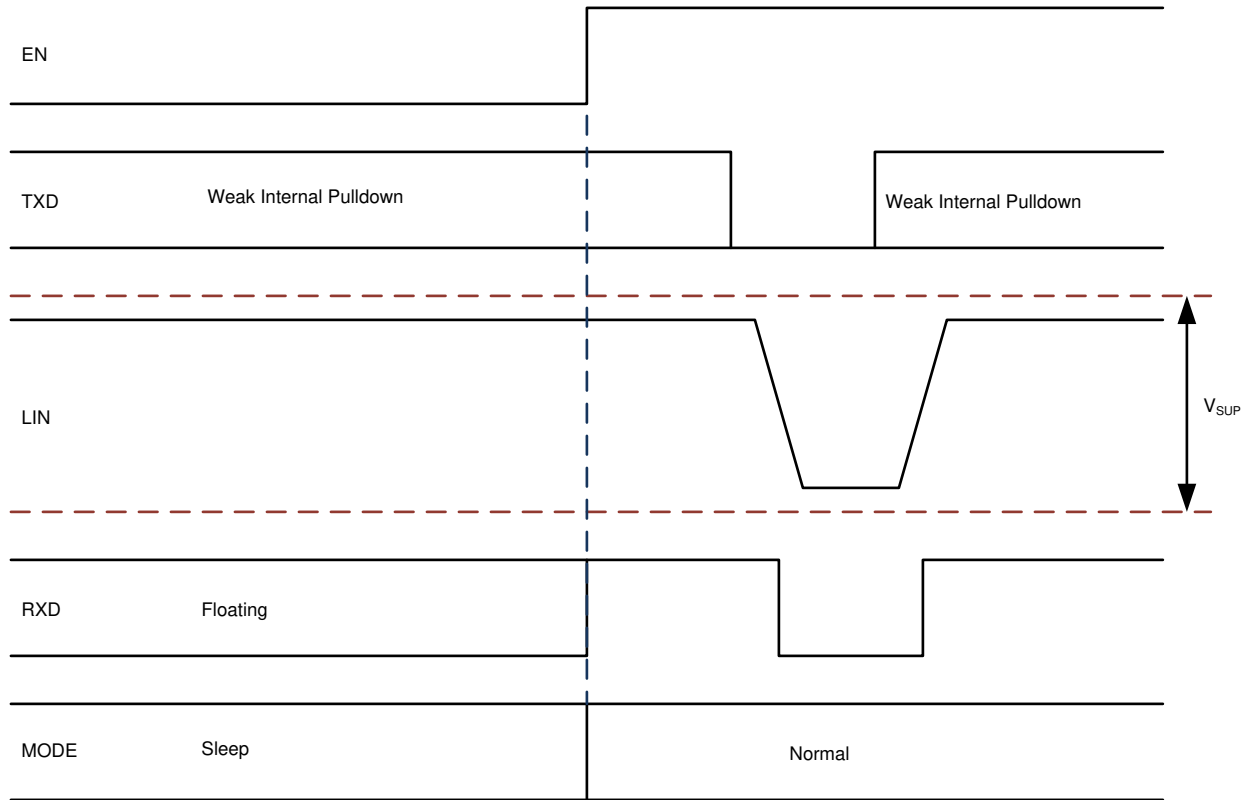 EN
TXD
Weak Internal Pulldown
Weak Internal Pulldown
LIN
VSUP
RXD
Floating
MODE
Sleep
Normal